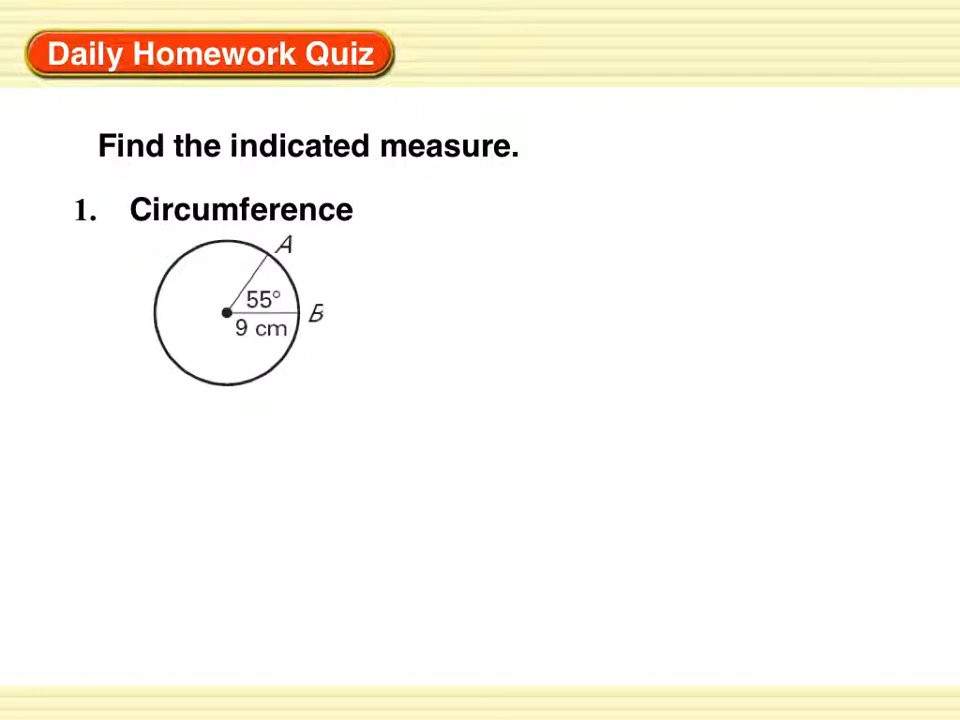 Daily Homework Quiz
Find the indicated measure.
1. Circumference
A
55°
B
9 cm